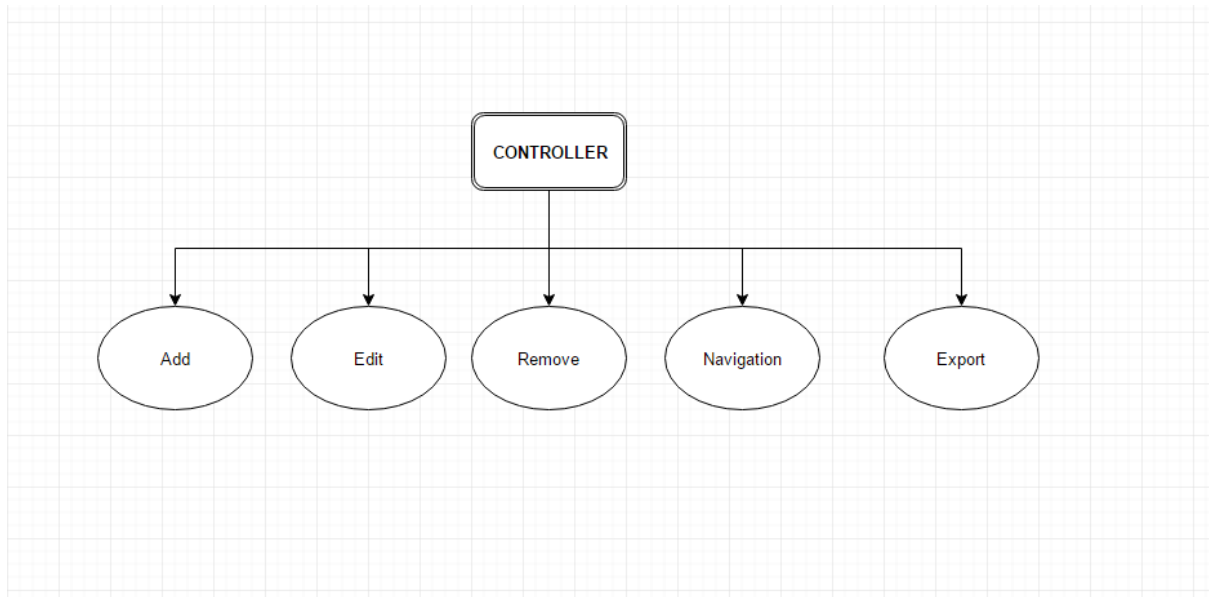 CONTROLLER
Add
Edit
Remove
Navigation
Export